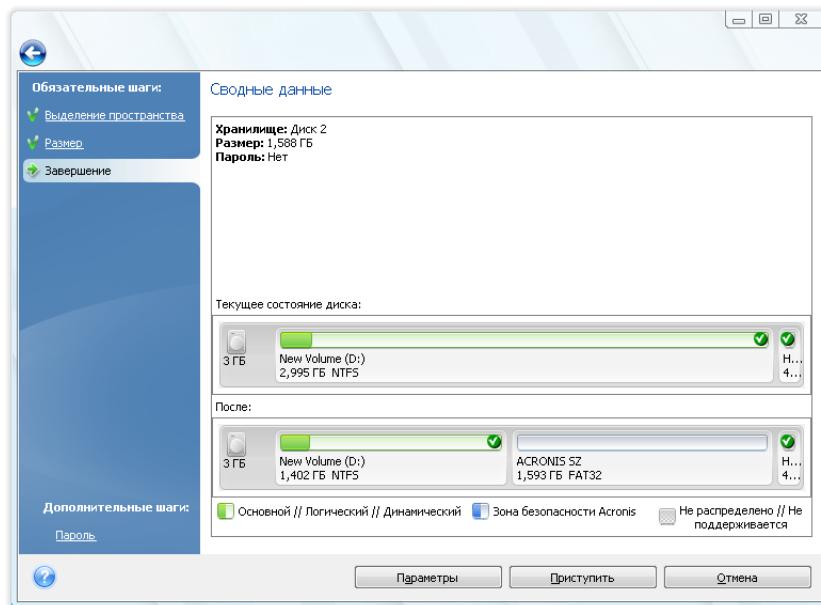 Обязательные шаги:
Выделение пространства
Размер
Завершение
Дополнительные шаги:
Пароль
Сводные данные
Хранилище: Диск 2
Размер: 1,588 ГБ
Пароль: Нет
Текущее состояние диска:
3 ГБ
New Volume (D:)
2,995 ГБ NTFS
Н...
4...
После:
3 ГБ
New Volume (D:)
1,402 ГБ NTFS
ACRONIS SZ
1,593 ГБ FAT32
Н...
4...
Основной // Логический // Динамический
Зона безопасности Acronis
Не распределено // Не
поддерживается
?
Параметры
Приступить
Отмена